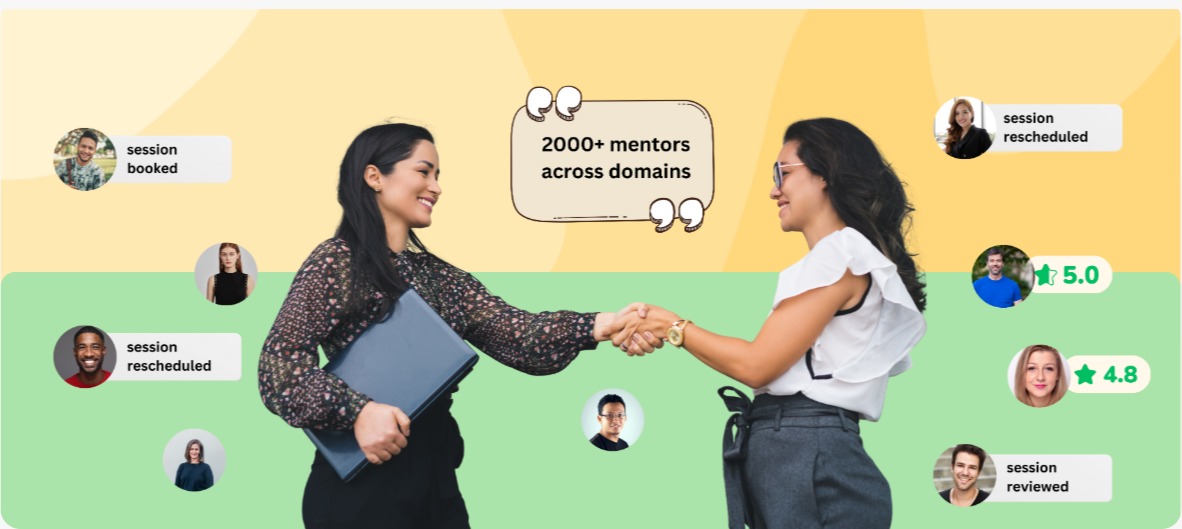 2000+ mentors
across domains
session
booked
session
rescheduled
session
rescheduled
5.0
4.8
session
reviewed